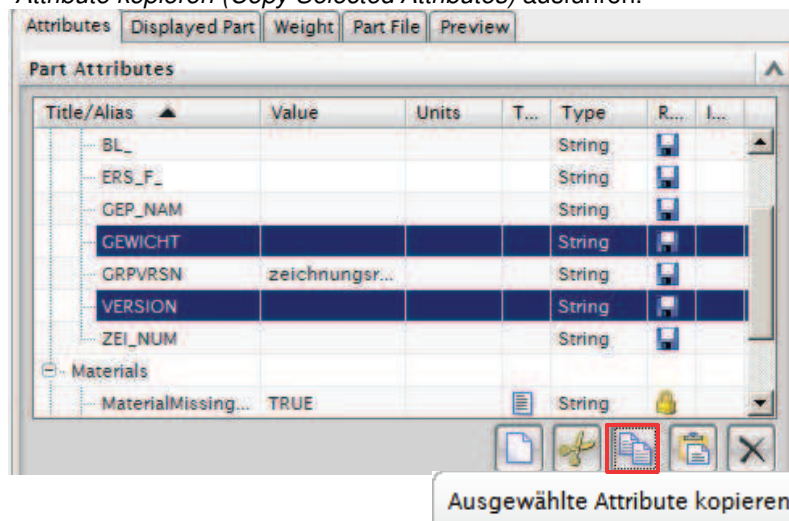 Attribute kopieren (Copy Selected Attributes) ausführen.
Attributes Displayed Part Weight Part File Preview
Part Attributes
Title/Alias Value Units T... Type R... I...
BL_ String
ERS_F_ String
GEP_NAM String
GEWICHT String
GRPVRSN zeichnungsr... String
VERSION String
ZEI_NUM String
Materials
MaterialMissing... TRUE String
Ausgewählte Attribute kopieren